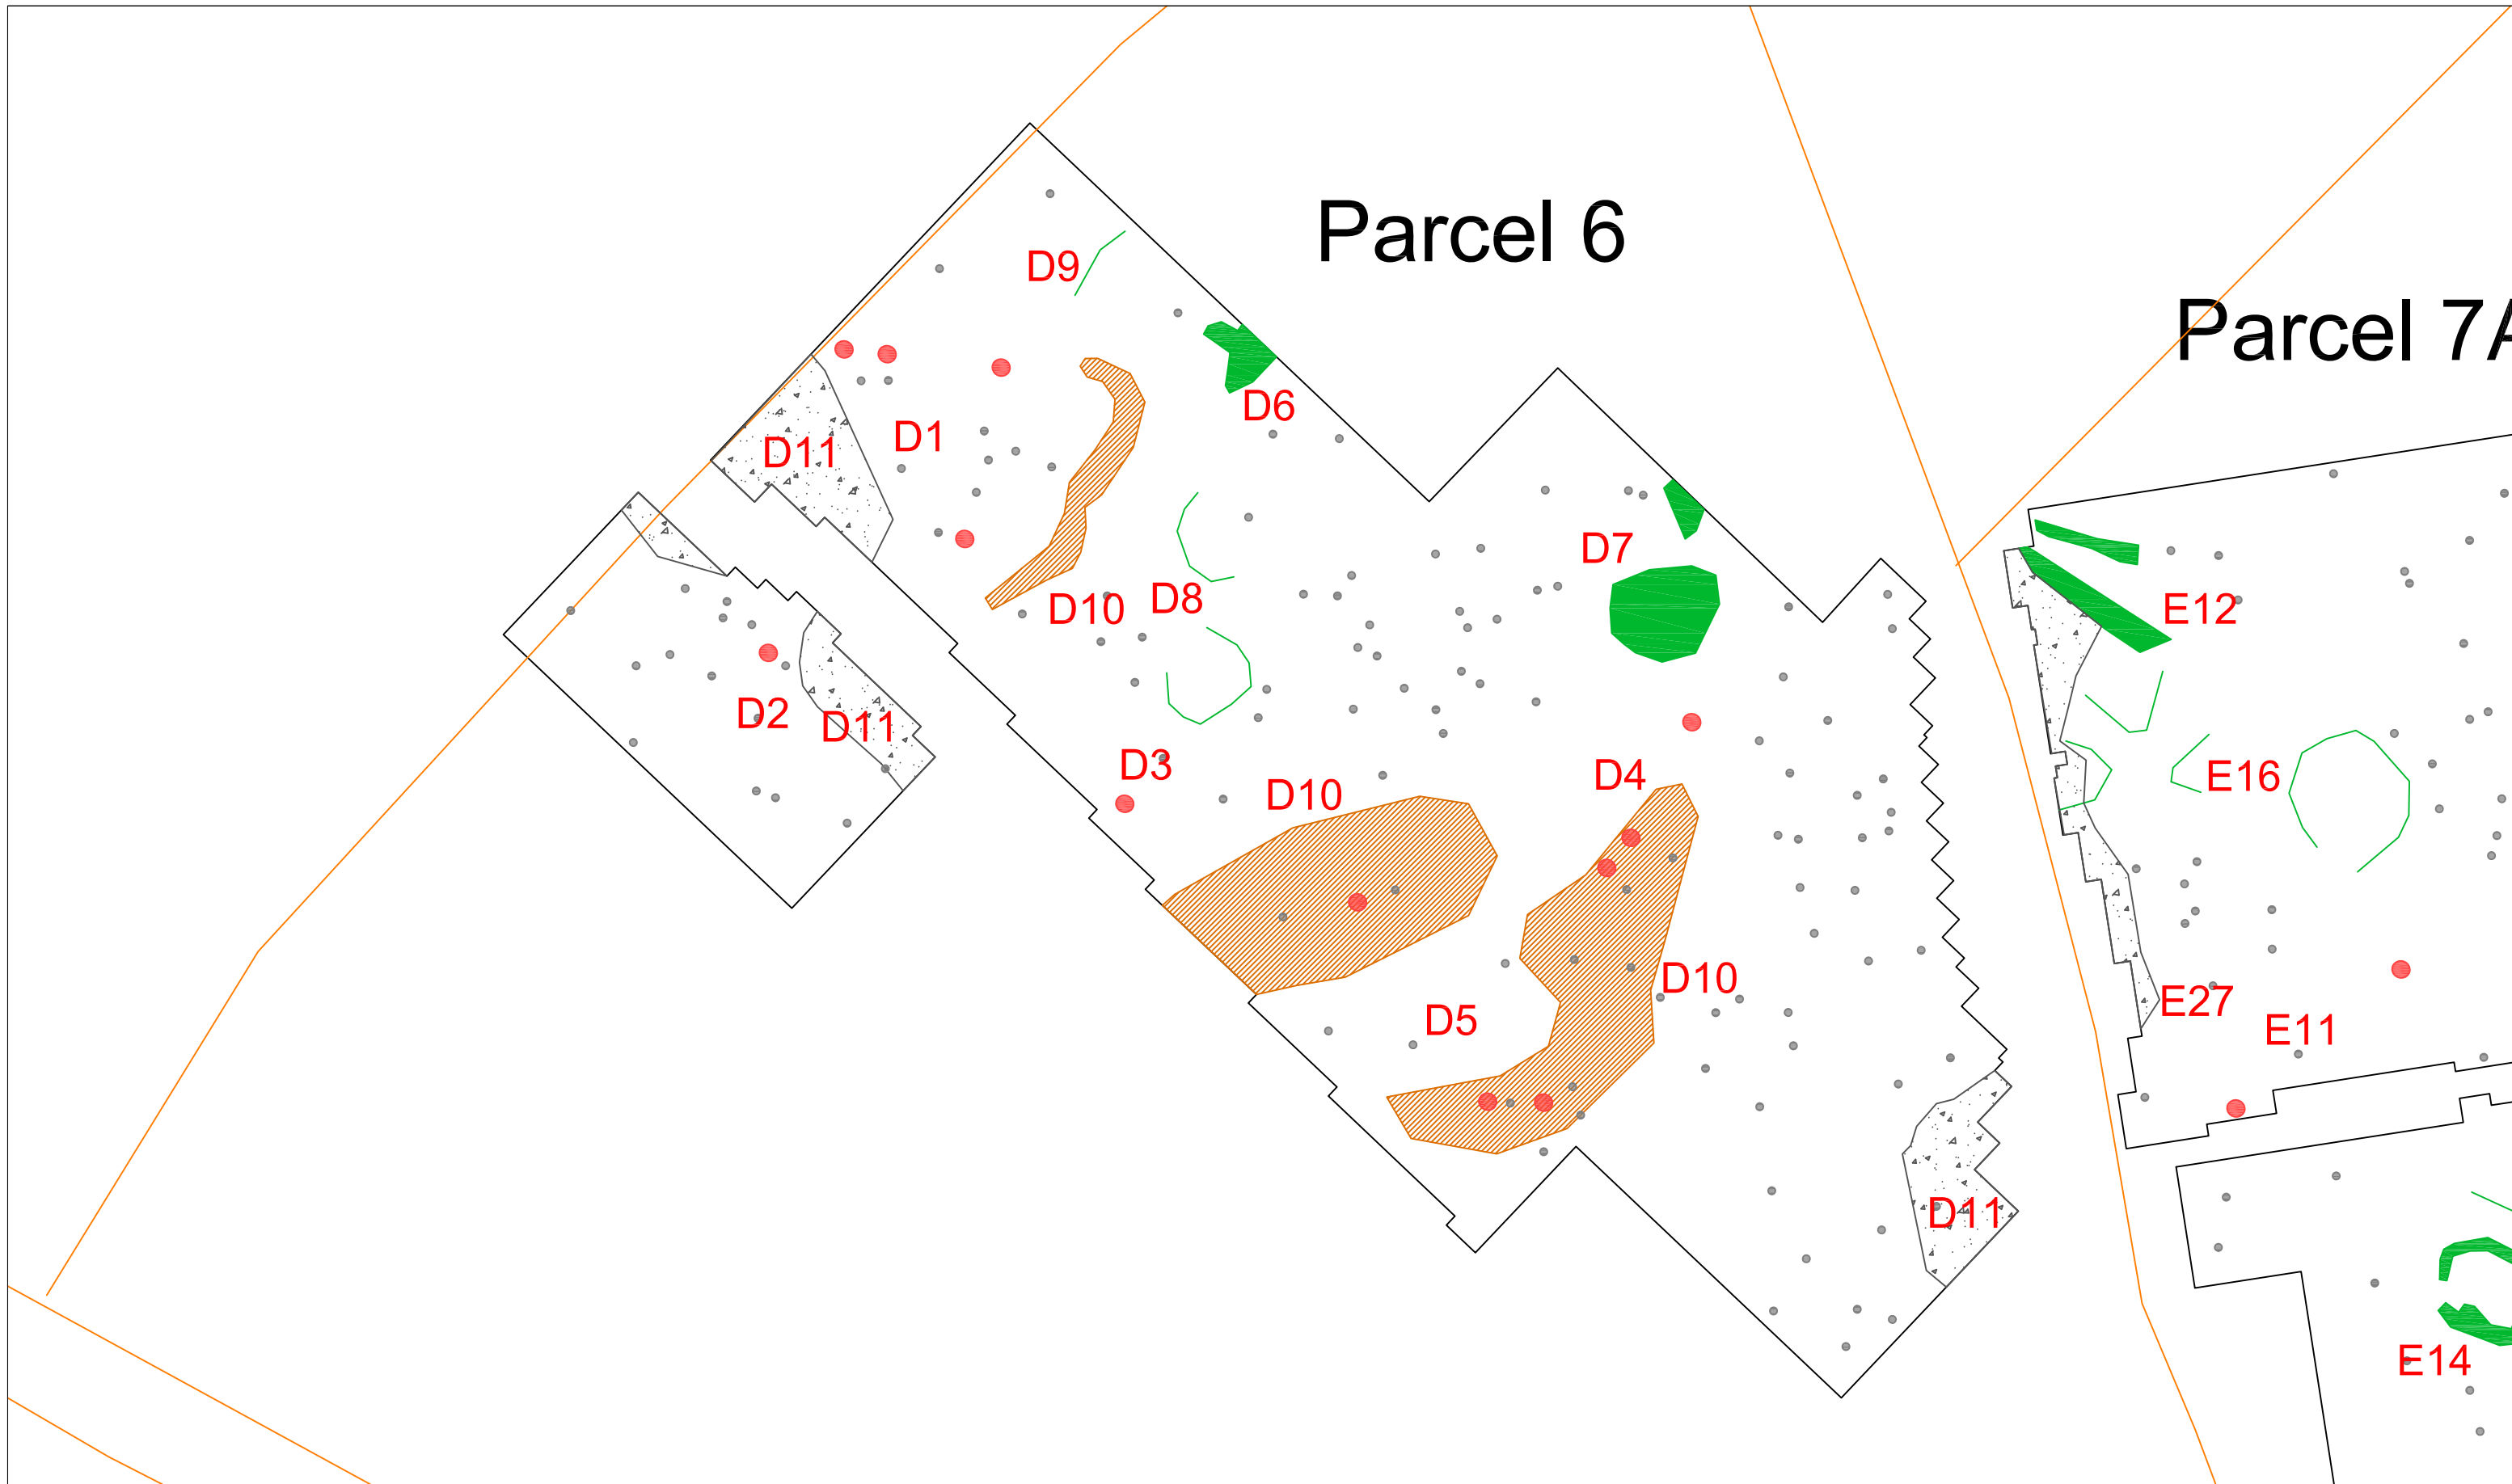 Parcel 6
D9
Parcel 7A
D6
D1
D11
D7
D8
D10
E12
D2
D11
D3
D4
E16
D10
D10
E27
D5
E11
D11
E14